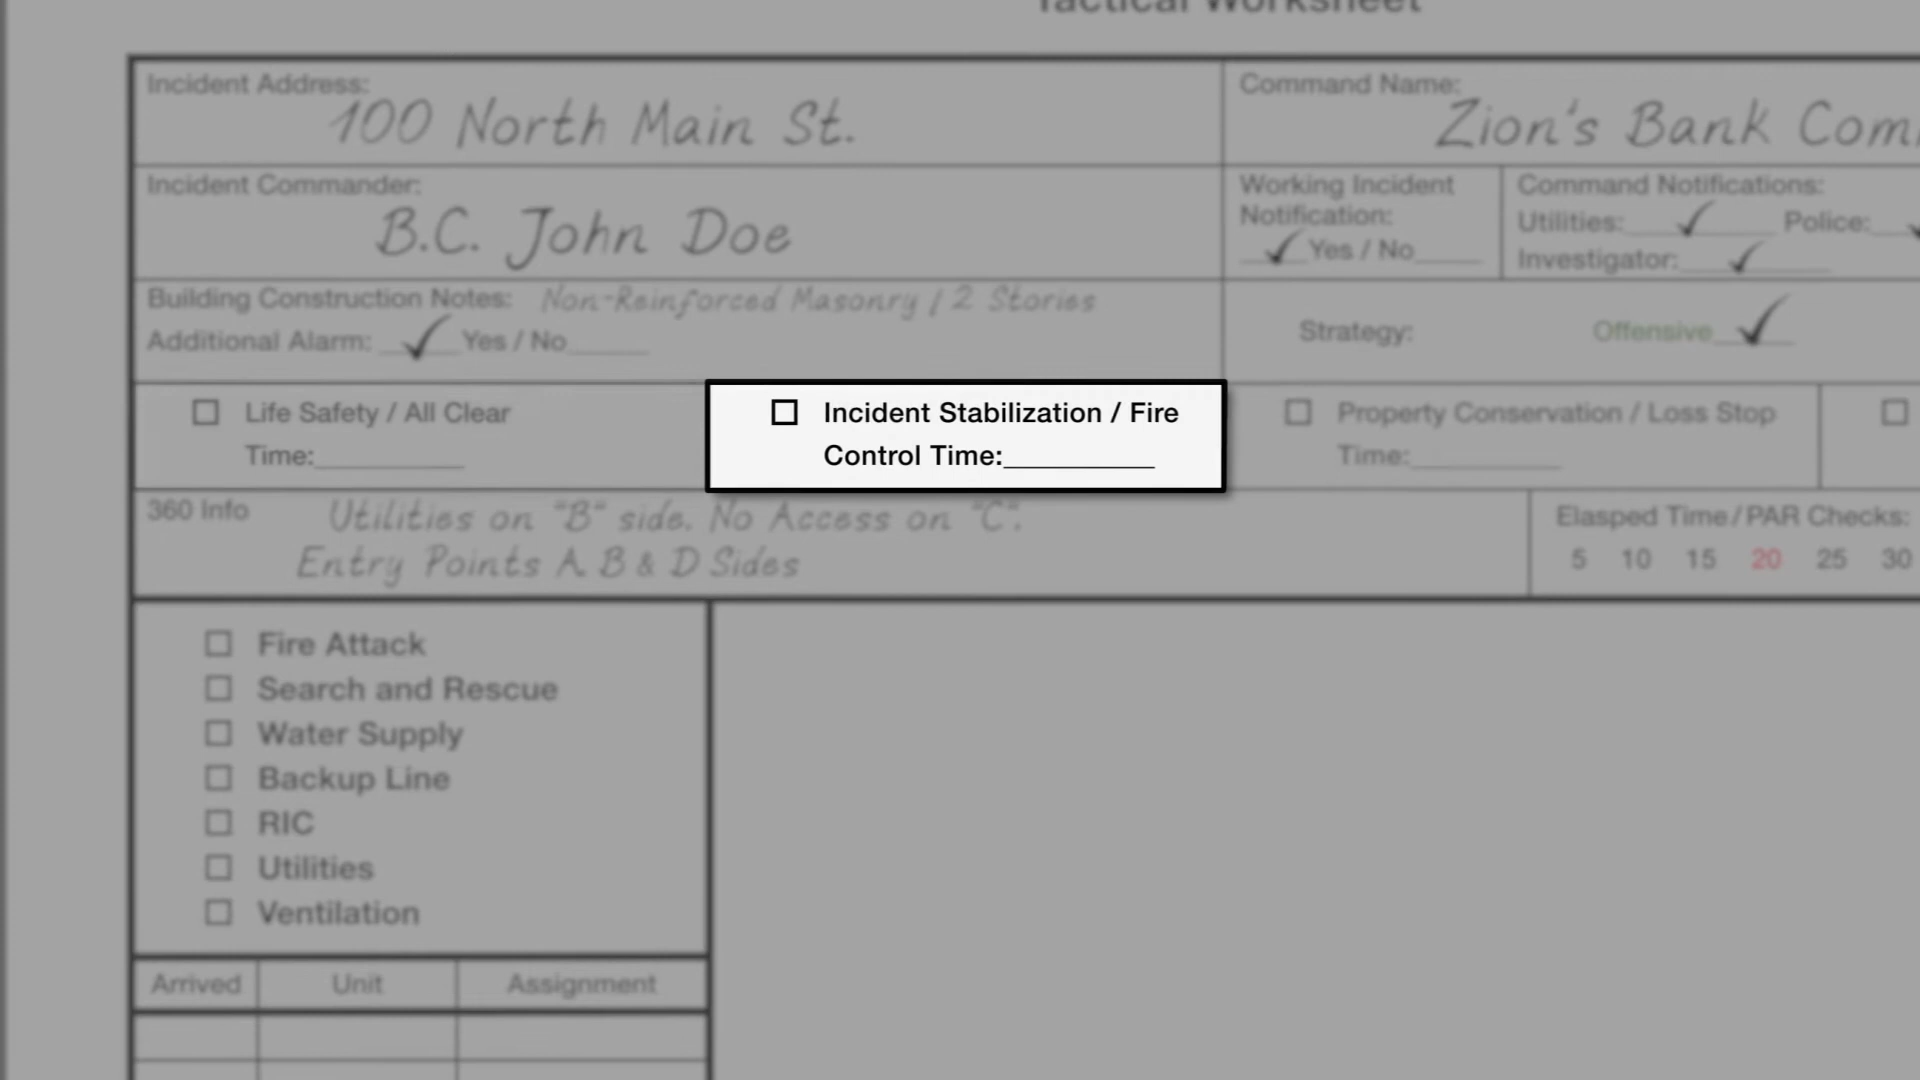 Tactical Worksheet
Incident Address: 100 North Main St.
Command Name: Zion's Bank
Incident Commander: B.C. John Doe
Working Incident
Notification:
Yes / No
Command Notifications:
Utilities: Police:
Investigator:
Building Construction Notes: Non-Reinforced Masonry / 2 Stories
Additional Alarm: Yes / No
Strategy: Offensive
Life Safety / All Clear
Time:
Incident Stabilization / Fire
Control Time:
Property Conservation / Loss Stop
Time:
360 Info Utilities on "B" side. No Access on "C".
Entry Points A B & D Sides
Elasped Time / PAR Checks:
5 10 15 20 25 30
Fire Attack
Search and Rescue
Water Supply
Backup Line
RIC
Utilities
Ventilation
Arrived Unit Assignment